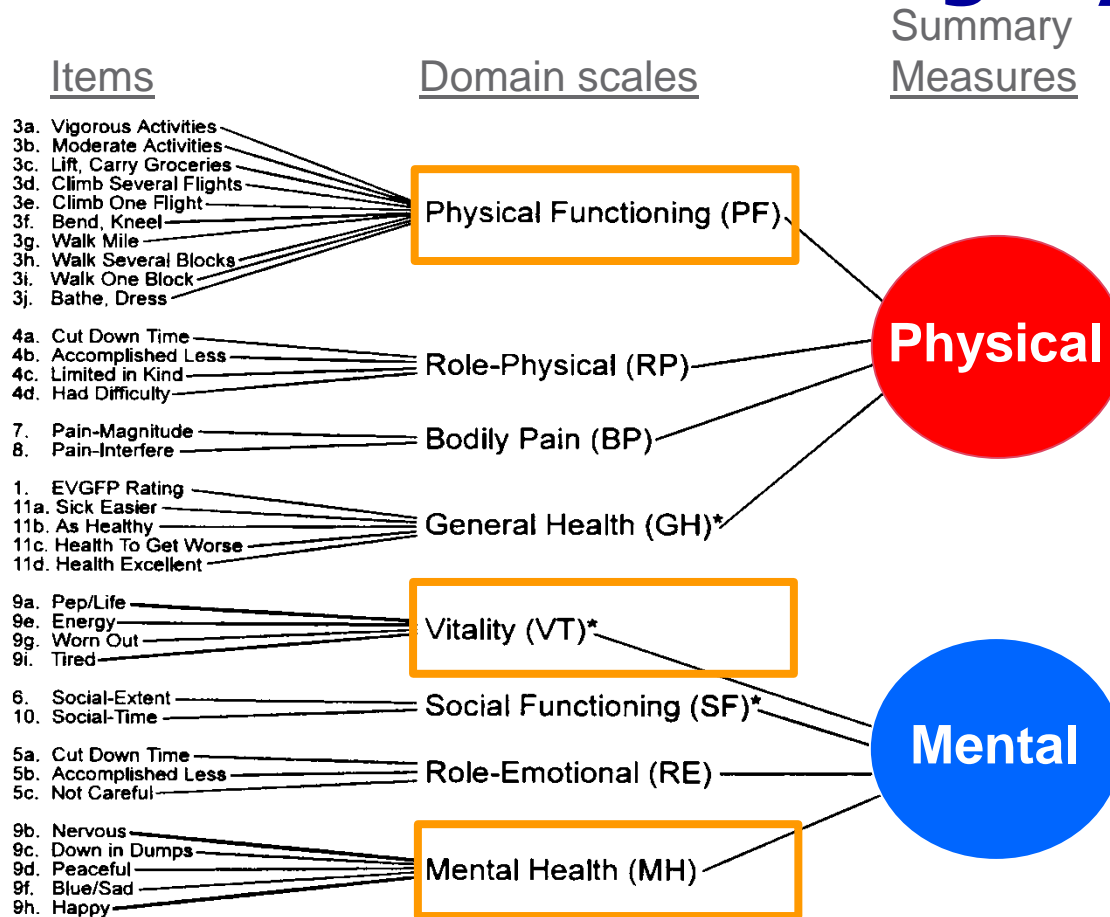 Summary
Items Domain scales Measures
3a. Vigorous Activities
3b. Moderate Activities
3c. Lift, Carry Groceries
3d. Climb Several Flights
3e. Climb One Flight
3f. Bend, Kneel
3g. Walk Mile
3h. Walk Several Blocks
3i. Walk One Block
3j. Bathe, Dress
Physical Functioning (PF)
4a. Cut Down Time
4b. Accomplished Less
4c. Limited in Kind
4d. Had Difficulty
Role-Physical (RP)
7. Pain-Magnitude
8. Pain-Interfere
Bodily Pain (BP)
1. EVGFP Rating
11a. Sick Easier
11b. As Healthy
11c. Health To Get Worse
11d. Health Excellent
General Health (GH)*
Physical
9a. Pep/Life
9e. Energy
9g. Worn Out
9i. Tired
Vitality (VT)*
6. Social-Extent
10. Social-Time
Social Functioning (SF)*
5a. Cut Down Time
5b. Accomplished Less
5c. Not Careful
Role-Emotional (RE)
9b. Nervous
9c. Down in Dumps
9d. Peaceful
9f. Blue/Sad
9h. Happy
Mental Health (MH)
Mental